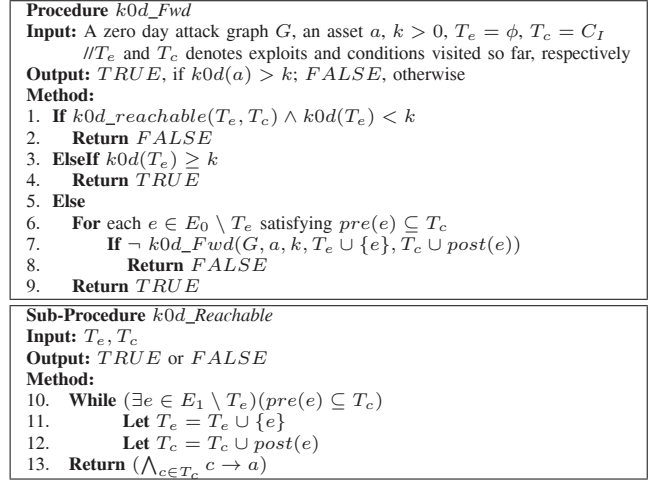 Procedure k0d_Fwd
Input: A zero day attack graph G, an asset a, k > 0, T_e = ϕ, T_c = C_I
//T_e and T_c denotes exploits and conditions visited so far, respectively
Output: TRUE, if k0d(a) > k; FALSE, otherwise
Method:
1. If k0d_reachable(T_e, T_c) ∧ k0d(T_e) < k
2. Return FALSE
3. ElseIf k0d(T_e) ≥ k
4. Return TRUE
5. Else
6. For each e ∈ E_0 \ T_e satisfying pre(e) ⊆ T_c
7. If ¬ k0d_Fwd(G, a, k, T_e ∪ {e}, T_c ∪ post(e))
8. Return FALSE
9. Return TRUE
Sub-Procedure k0d_Reachable
Input: T_e, T_c
Output: TRUE or FALSE
Method:
10. While (∃e ∈ E_1 \ T_e)(pre(e) ⊆ T_c)
11. Let T_e = T_e ∪ {e}
12. Let T_c = T_c ∪ post(e)
13. Return (⋀_{c∈T_c} c → a)